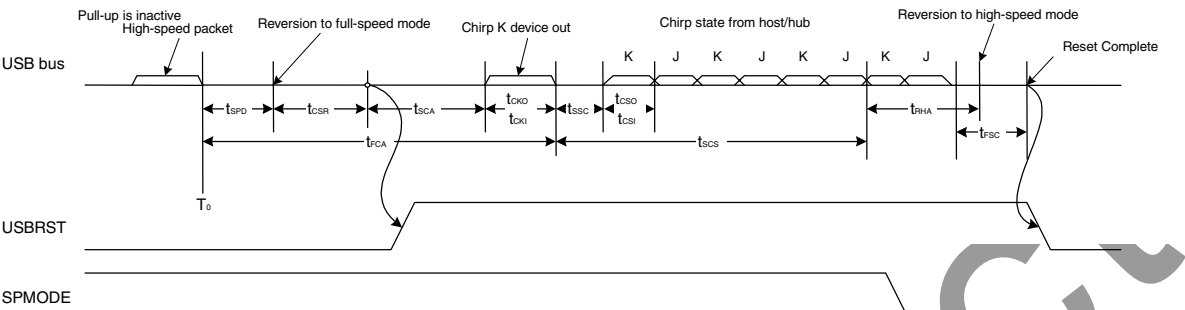 Pull-up is inactive
High-speed packet
Reversion to full-speed mode
Chirp K device out
Chirp state from host/hub
Reversion to high-speed mode
Reset Complete
USB bus
K J K J K J K J
tSPD tCSR tSCA tCKO tSSC tCSO tRHA
tCKI tCSI
tFSC
tFCA tSCS
T0
USBRST
SPMODE